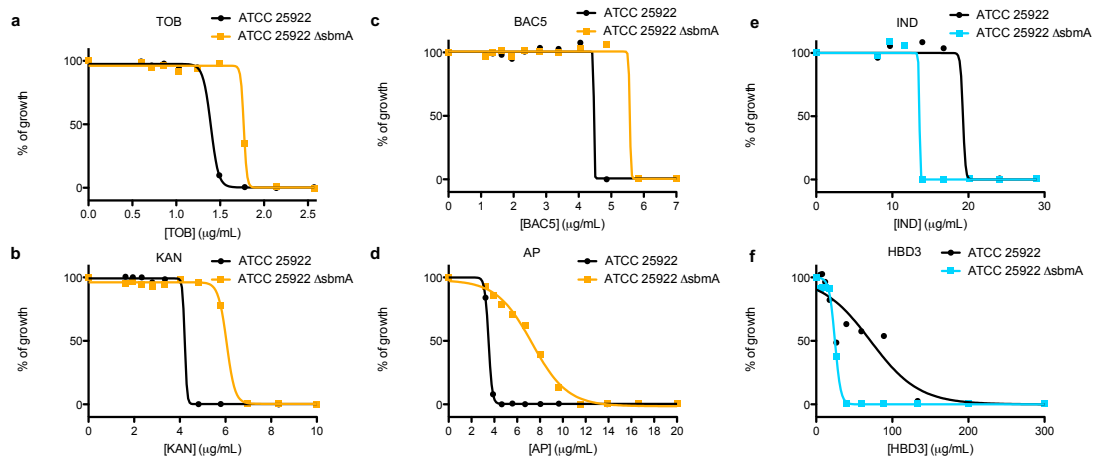 a
TOB
ATCC 25922
ATCC 25922 ΔsbmA
% of growth
100
50
0
0.0 0.5 1.0 1.5 2.0 2.5
[TOB] (μg/mL)
c
BAC5
ATCC 25922
ATCC 25922 ΔsbmA
% of growth
100
50
0
0 1 2 3 4 5 6 7
[BAC5] (μg/mL)
e
IND
ATCC 25922
ATCC 25922 ΔsbmA
% of growth
100
50
0
0 10 20 30
[IND] (μg/mL)
b
KAN
ATCC 25922
ATCC 25922 ΔsbmA
% of growth
100
50
0
0 2 4 6 8 10
[KAN] (μg/mL)
d
AP
ATCC 25922
ATCC 25922 ΔsbmA
% of growth
100
50
0
0 2 4 6 8 10 12 14 16 18 20
[AP] (μg/mL)
f
HBD3
ATCC 25922
ATCC 25922 ΔsbmA
% of growth
100
50
0
0 100 200 300
[HBD3] (μg/mL)